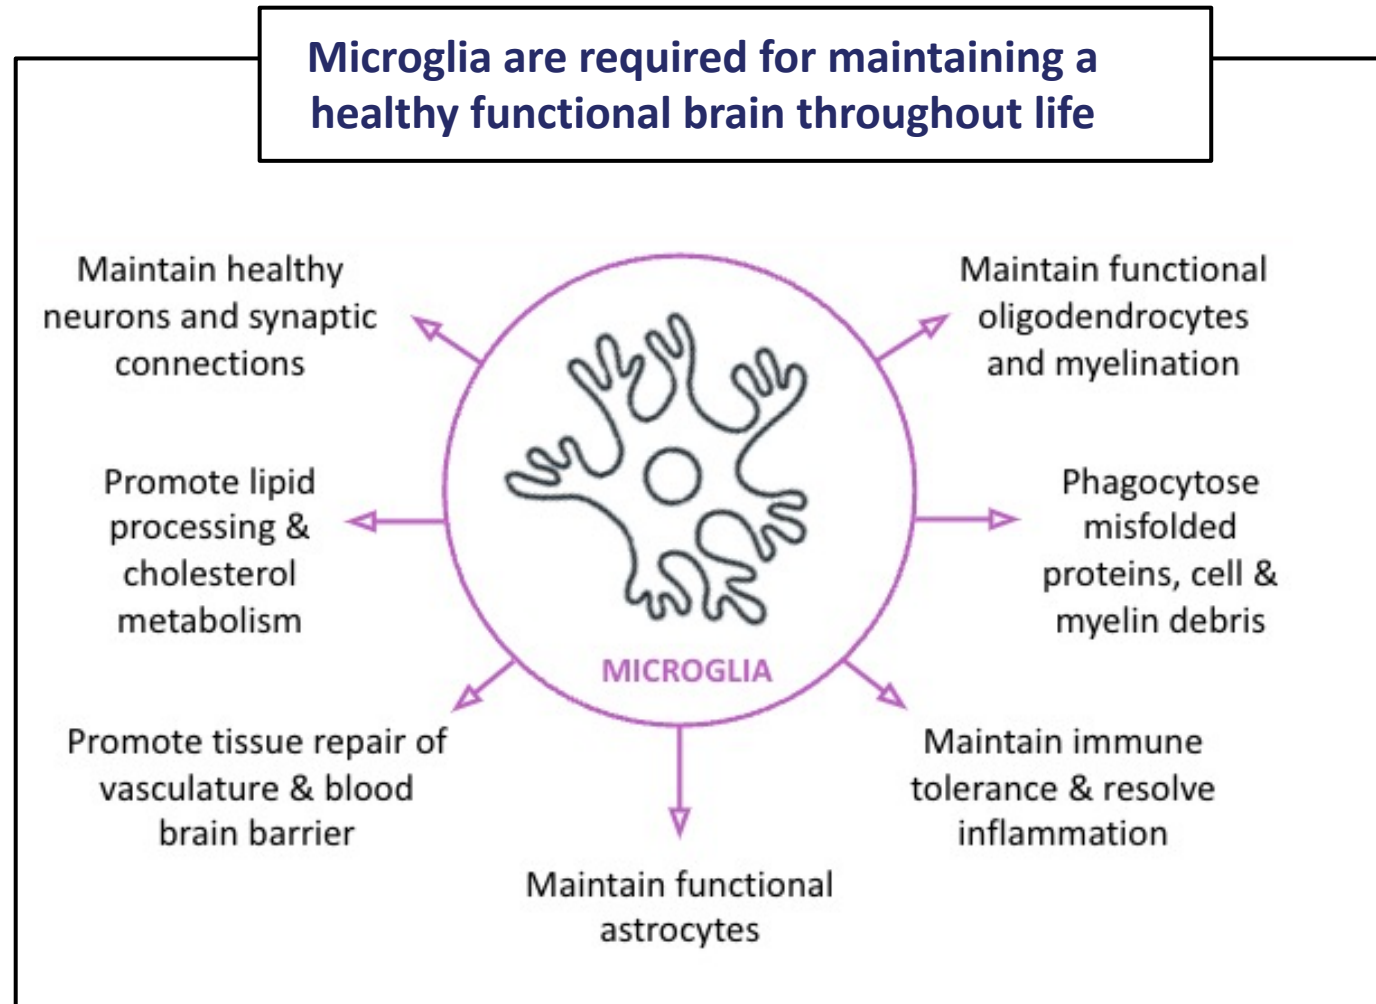 Microglia are required for maintaining a
healthy functional brain throughout life
Maintain healthy
neurons and synaptic
connections
Maintain functional
oligodendrocytes
and myelination
Promote lipid
processing &
cholesterol
metabolism
Phagocytose
misfolded
proteins, cell &
myelin debris
MICROGLIA
Promote tissue repair of
vasculature & blood
brain barrier
Maintain immune
tolerance & resolve
inflammation
Maintain functional
astrocytes